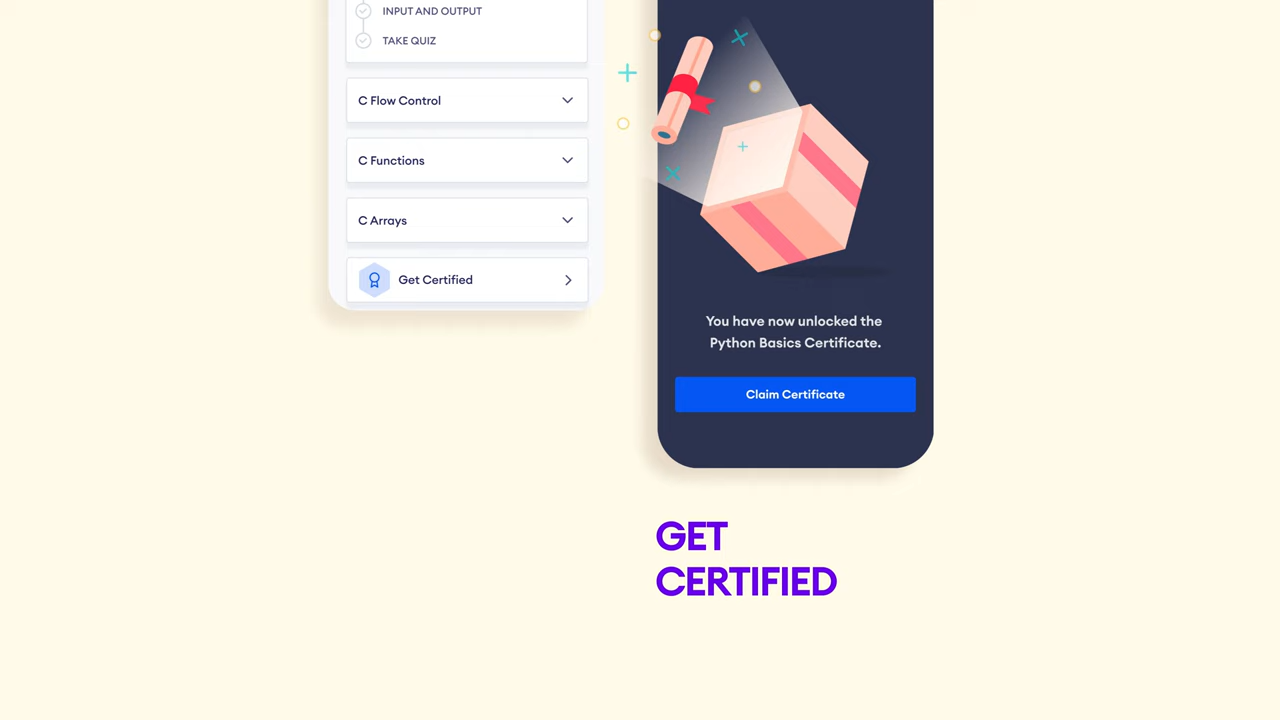 INPUT AND OUTPUT
TAKE QUIZ
C Flow Control
C Functions
C Arrays
Get Certified
You have now unlocked the
Python Basics Certificate.
Claim Certificate
GET
CERTIFIED